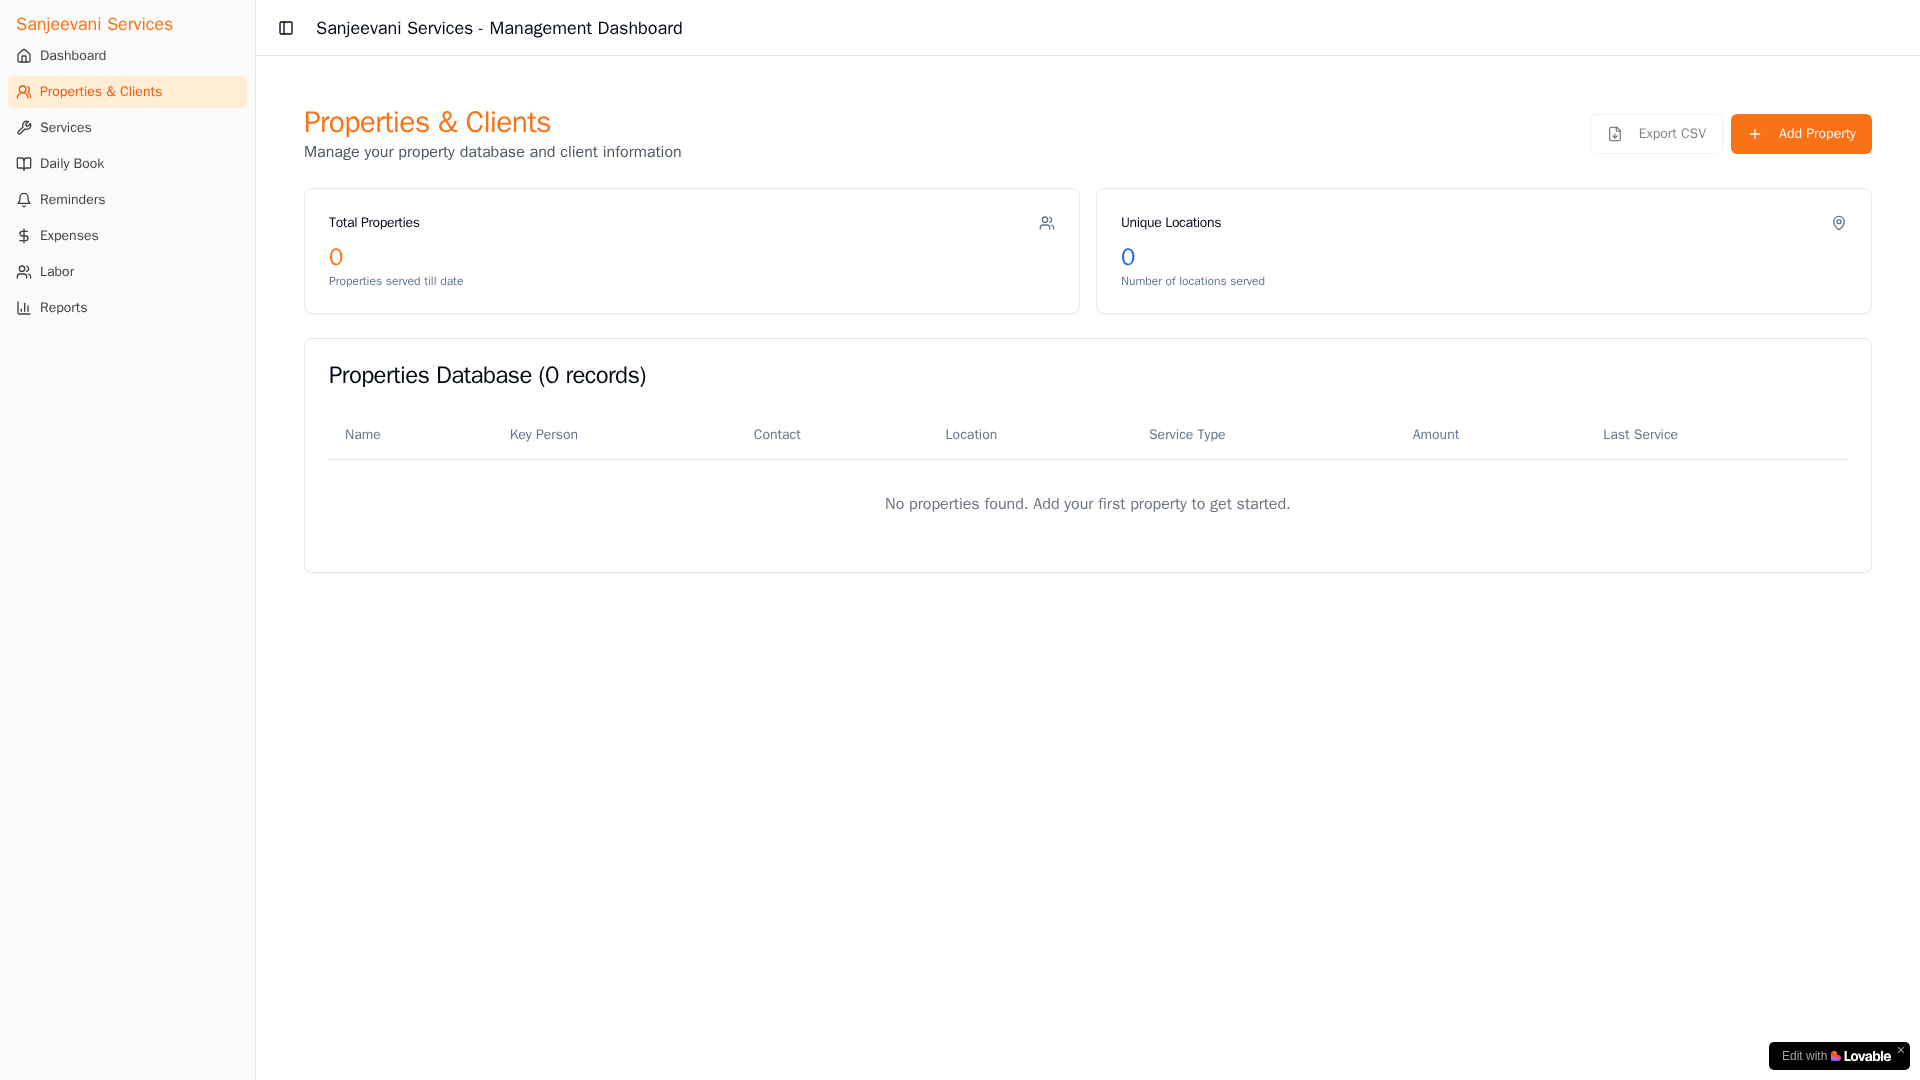 Sanjeevani Services
Dashboard
Properties & Clients
Services
Daily Book
Reminders
Expenses
Labor
Reports
Sanjeevani Services - Management Dashboard
Properties & Clients
Manage your property database and client information
Export CSV
Add Property
Total Properties
0
Properties served till date
Unique Locations
0
Number of locations served
Properties Database (0 records)
Name Key Person Contact Location Service Type Amount Last Service
No properties found. Add your first property to get started.
Edit with Lovable ×